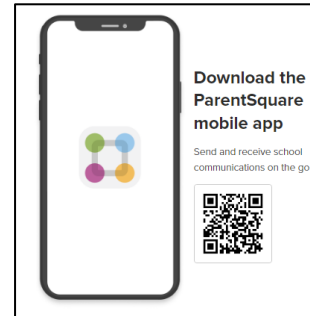 Download the
ParentSquare
mobile app
Send and receive school
communications on the go